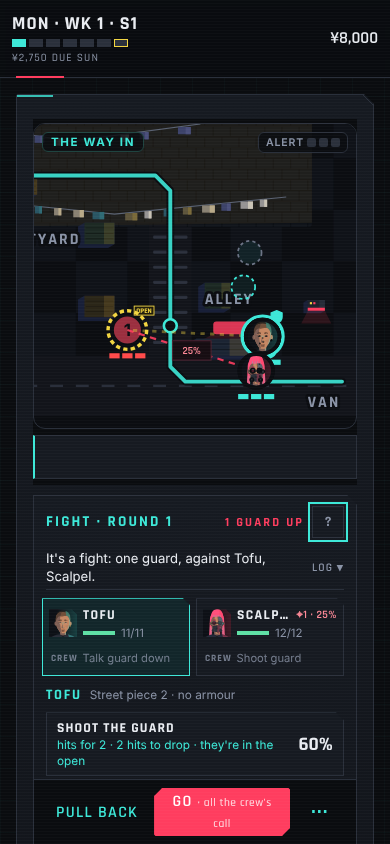 MON · WK 1 · S1
¥8,000
¥2,750 DUE SUN
THE WAY IN
ALERT
YARD
ALLEY
OPEN
1
25%
VAN
FIGHT · ROUND 1
1 GUARD UP
?
It's a fight: one guard, against Tofu,
Scalpel.
LOG ▼
TOFU
11/11
CREW Talk guard down
SCALP… ✦1 · 25%
12/12
CREW Shoot guard
TOFU Street piece 2 · no armour
SHOOT THE GUARD
hits for 2 · 2 hits to drop · they're in the
open
60%
PULL BACK
GO · all the crew's
call
···